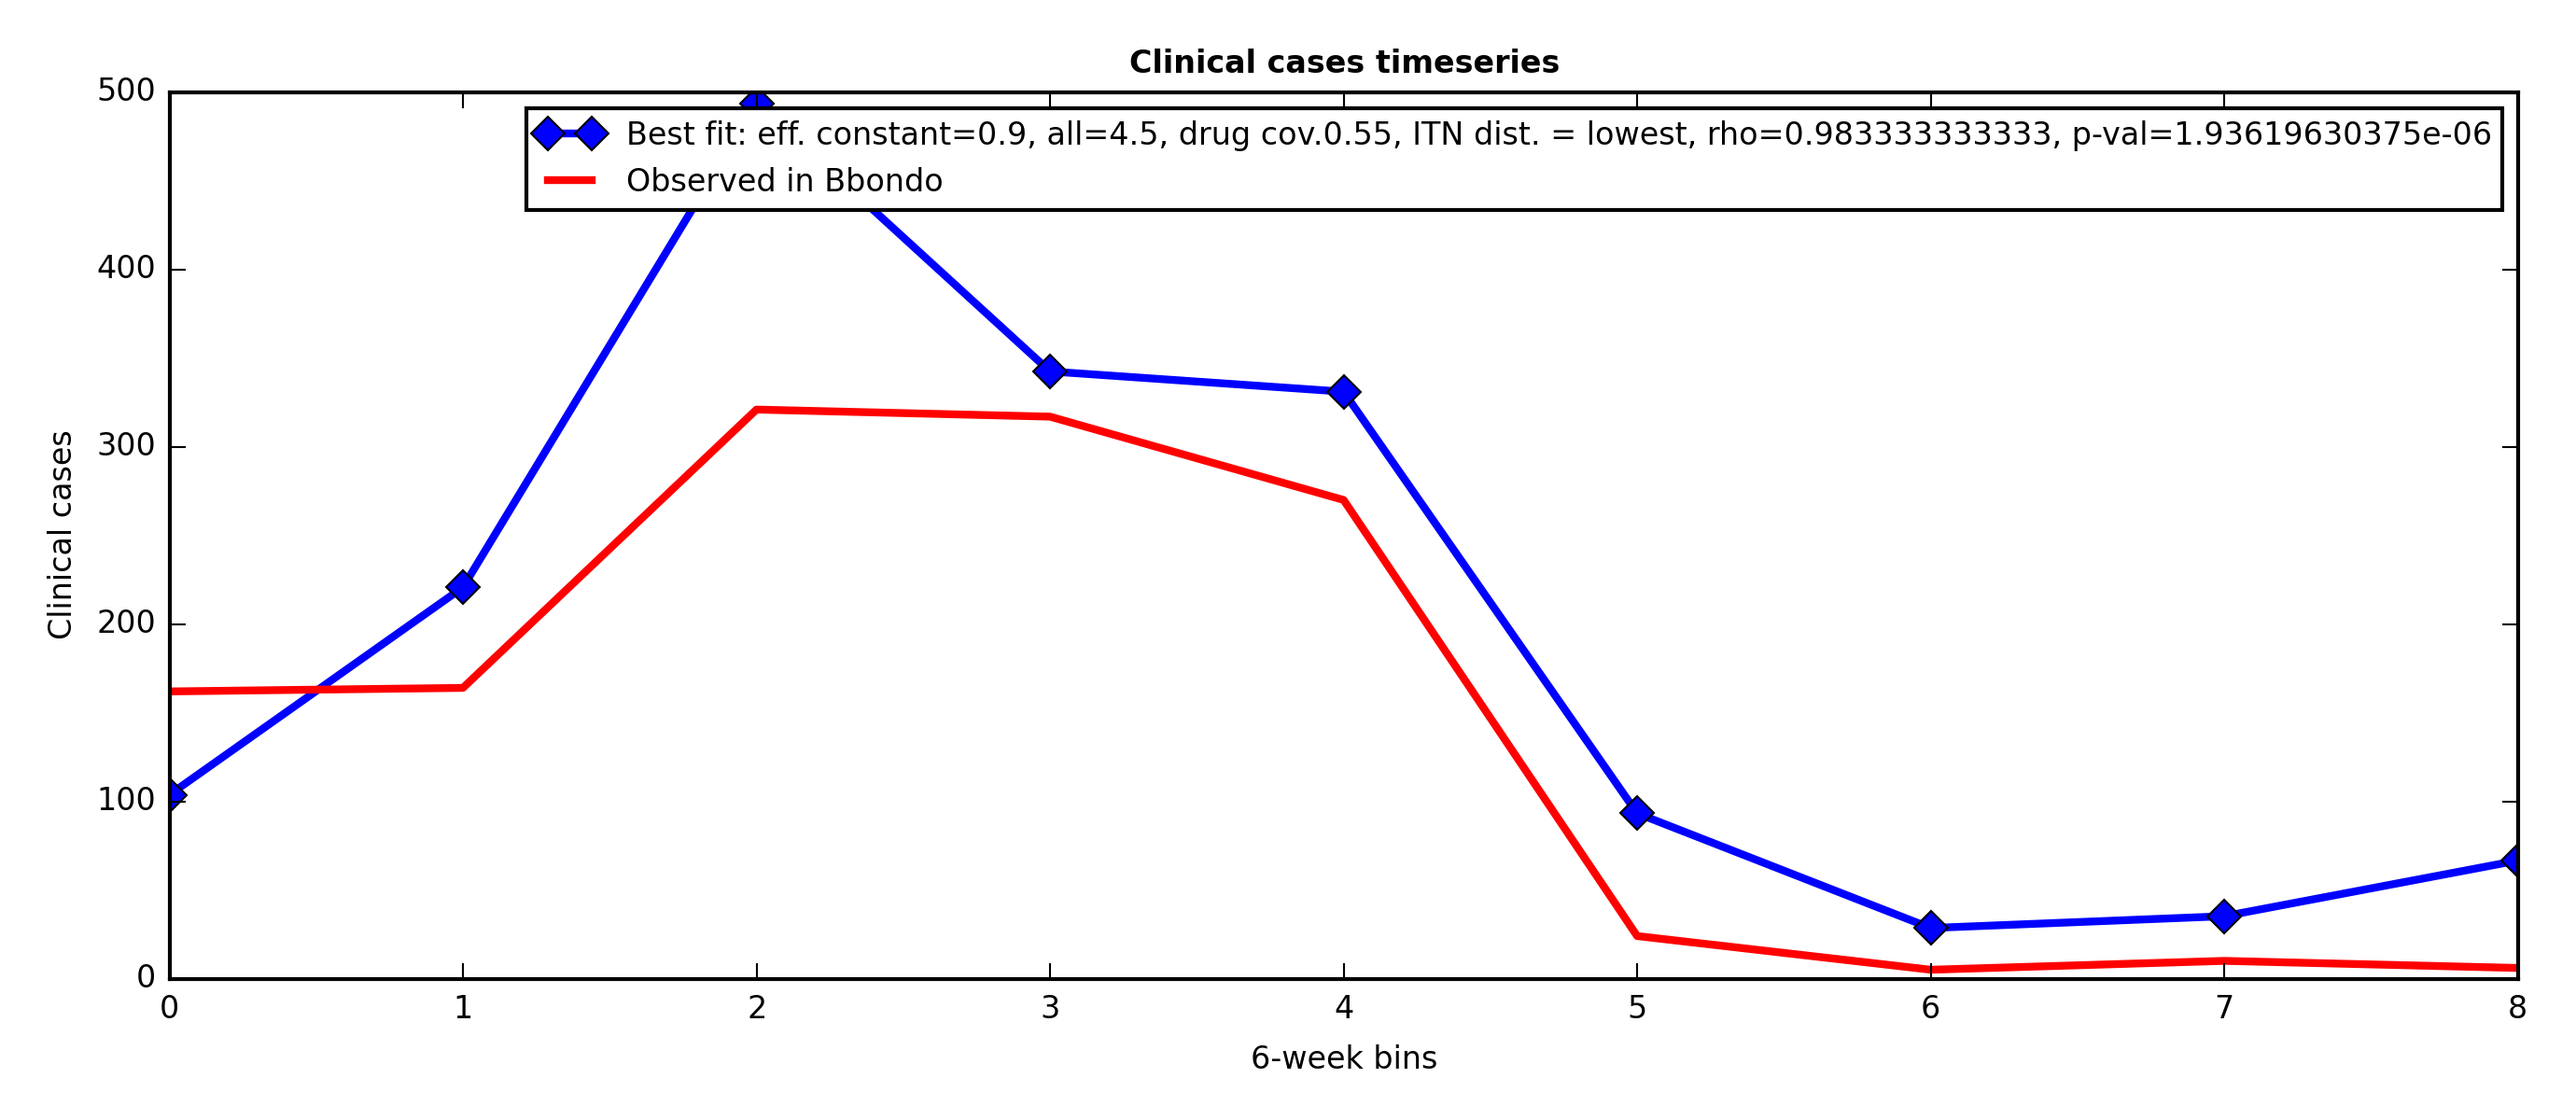 Clinical cases timeseries
500
400
300
200
100
0
Clinical cases
Best fit: eff. constant=0.9, all=4.5, drug cov.0.55, ITN dist. = lowest, rho=0.983333333333, p-val=1.93619630375e-06
Observed in Bbondo
0 1 2 3 4 5 6 7 8
6-week bins